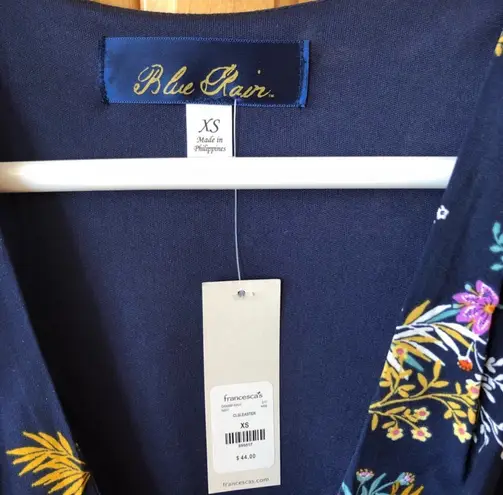 Blue Rain
XS
Made in
Philippines
francesca's
XS
$ 44.00
francescas.com